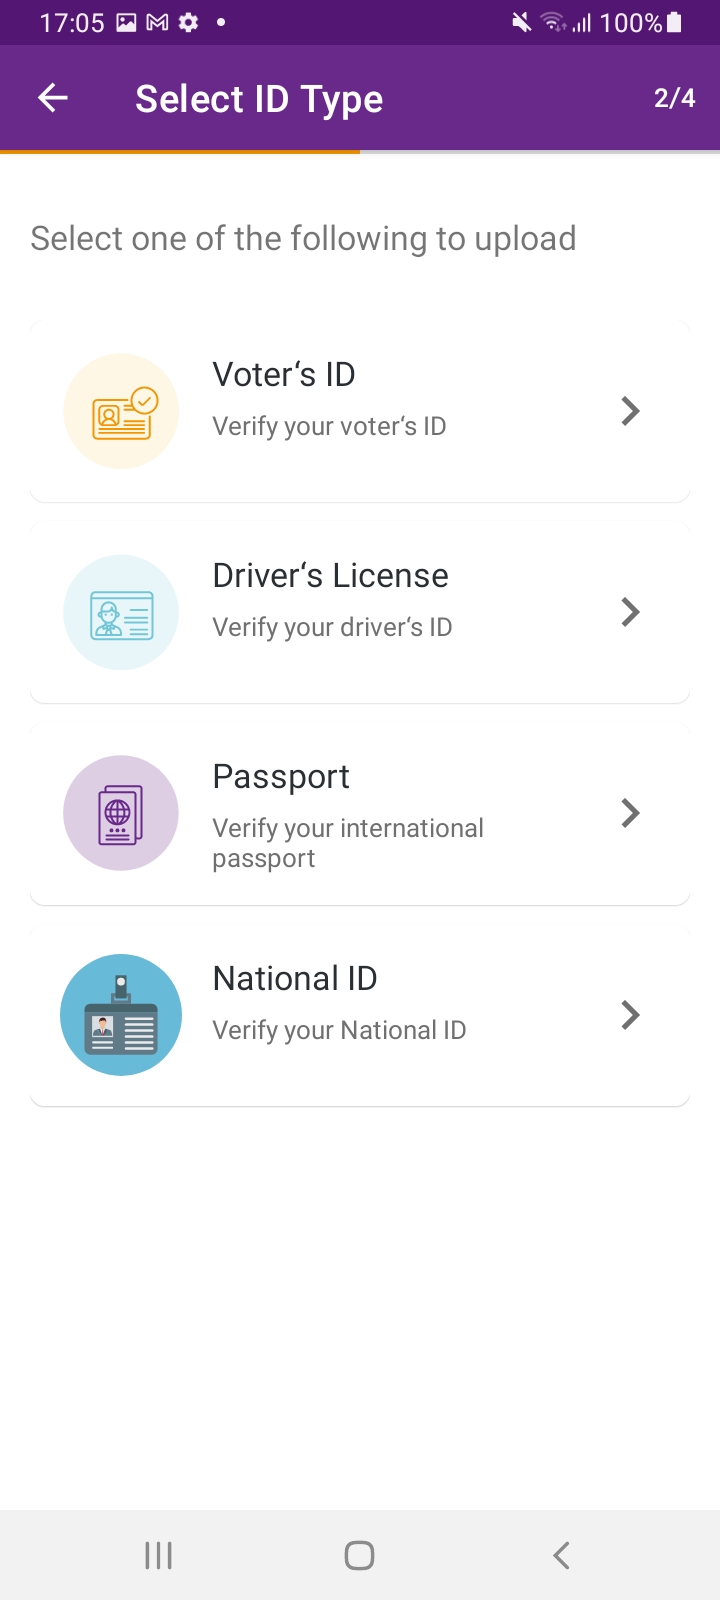 17:05
100%
Select ID Type
2/4
Select one of the following to upload
Voter‘s ID
Verify your voter‘s ID
Driver‘s License
Verify your driver‘s ID
Passport
Verify your international
passport
National ID
Verify your National ID